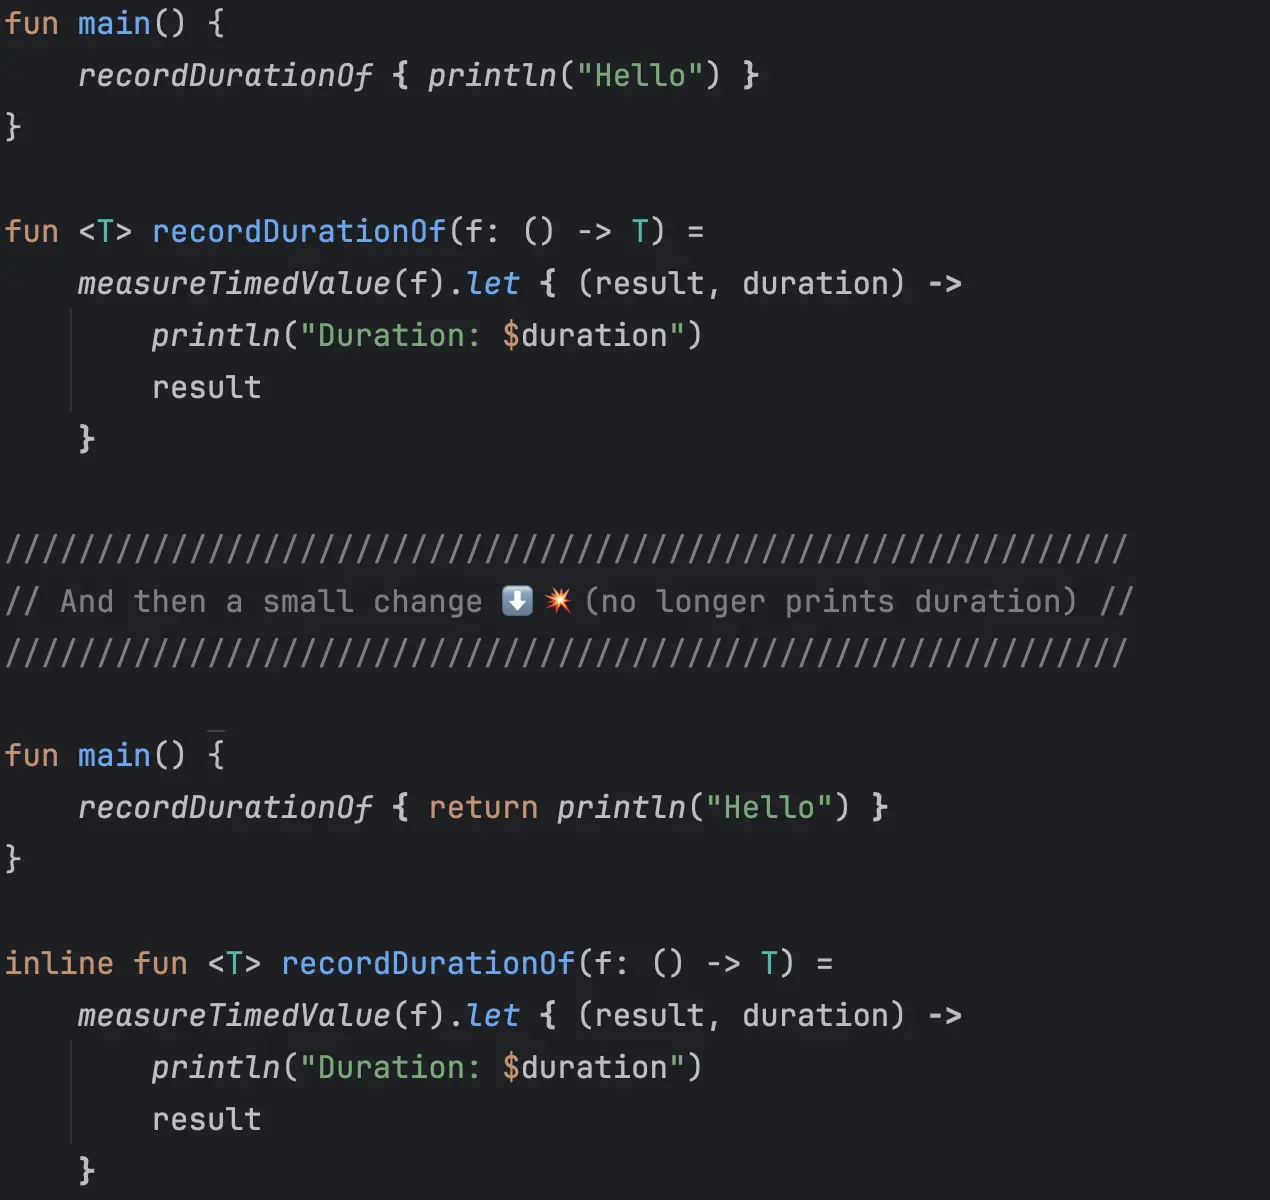 fun main() {
    recordDurationOf { println("Hello") }
}
fun <T> recordDurationOf(f: () -> T) =
    measureTimedValue(f).let { (result, duration) ->
        println("Duration: $duration")
        result
    }
/////////////////////////////////////////////////////////////
// And then a small change ⬇️💥(no longer prints duration) //
/////////////////////////////////////////////////////////////
fun main() {
    recordDurationOf { return println("Hello") }
}
inline fun <T> recordDurationOf(f: () -> T) =
    measureTimedValue(f).let { (result, duration) ->
        println("Duration: $duration")
        result
    }